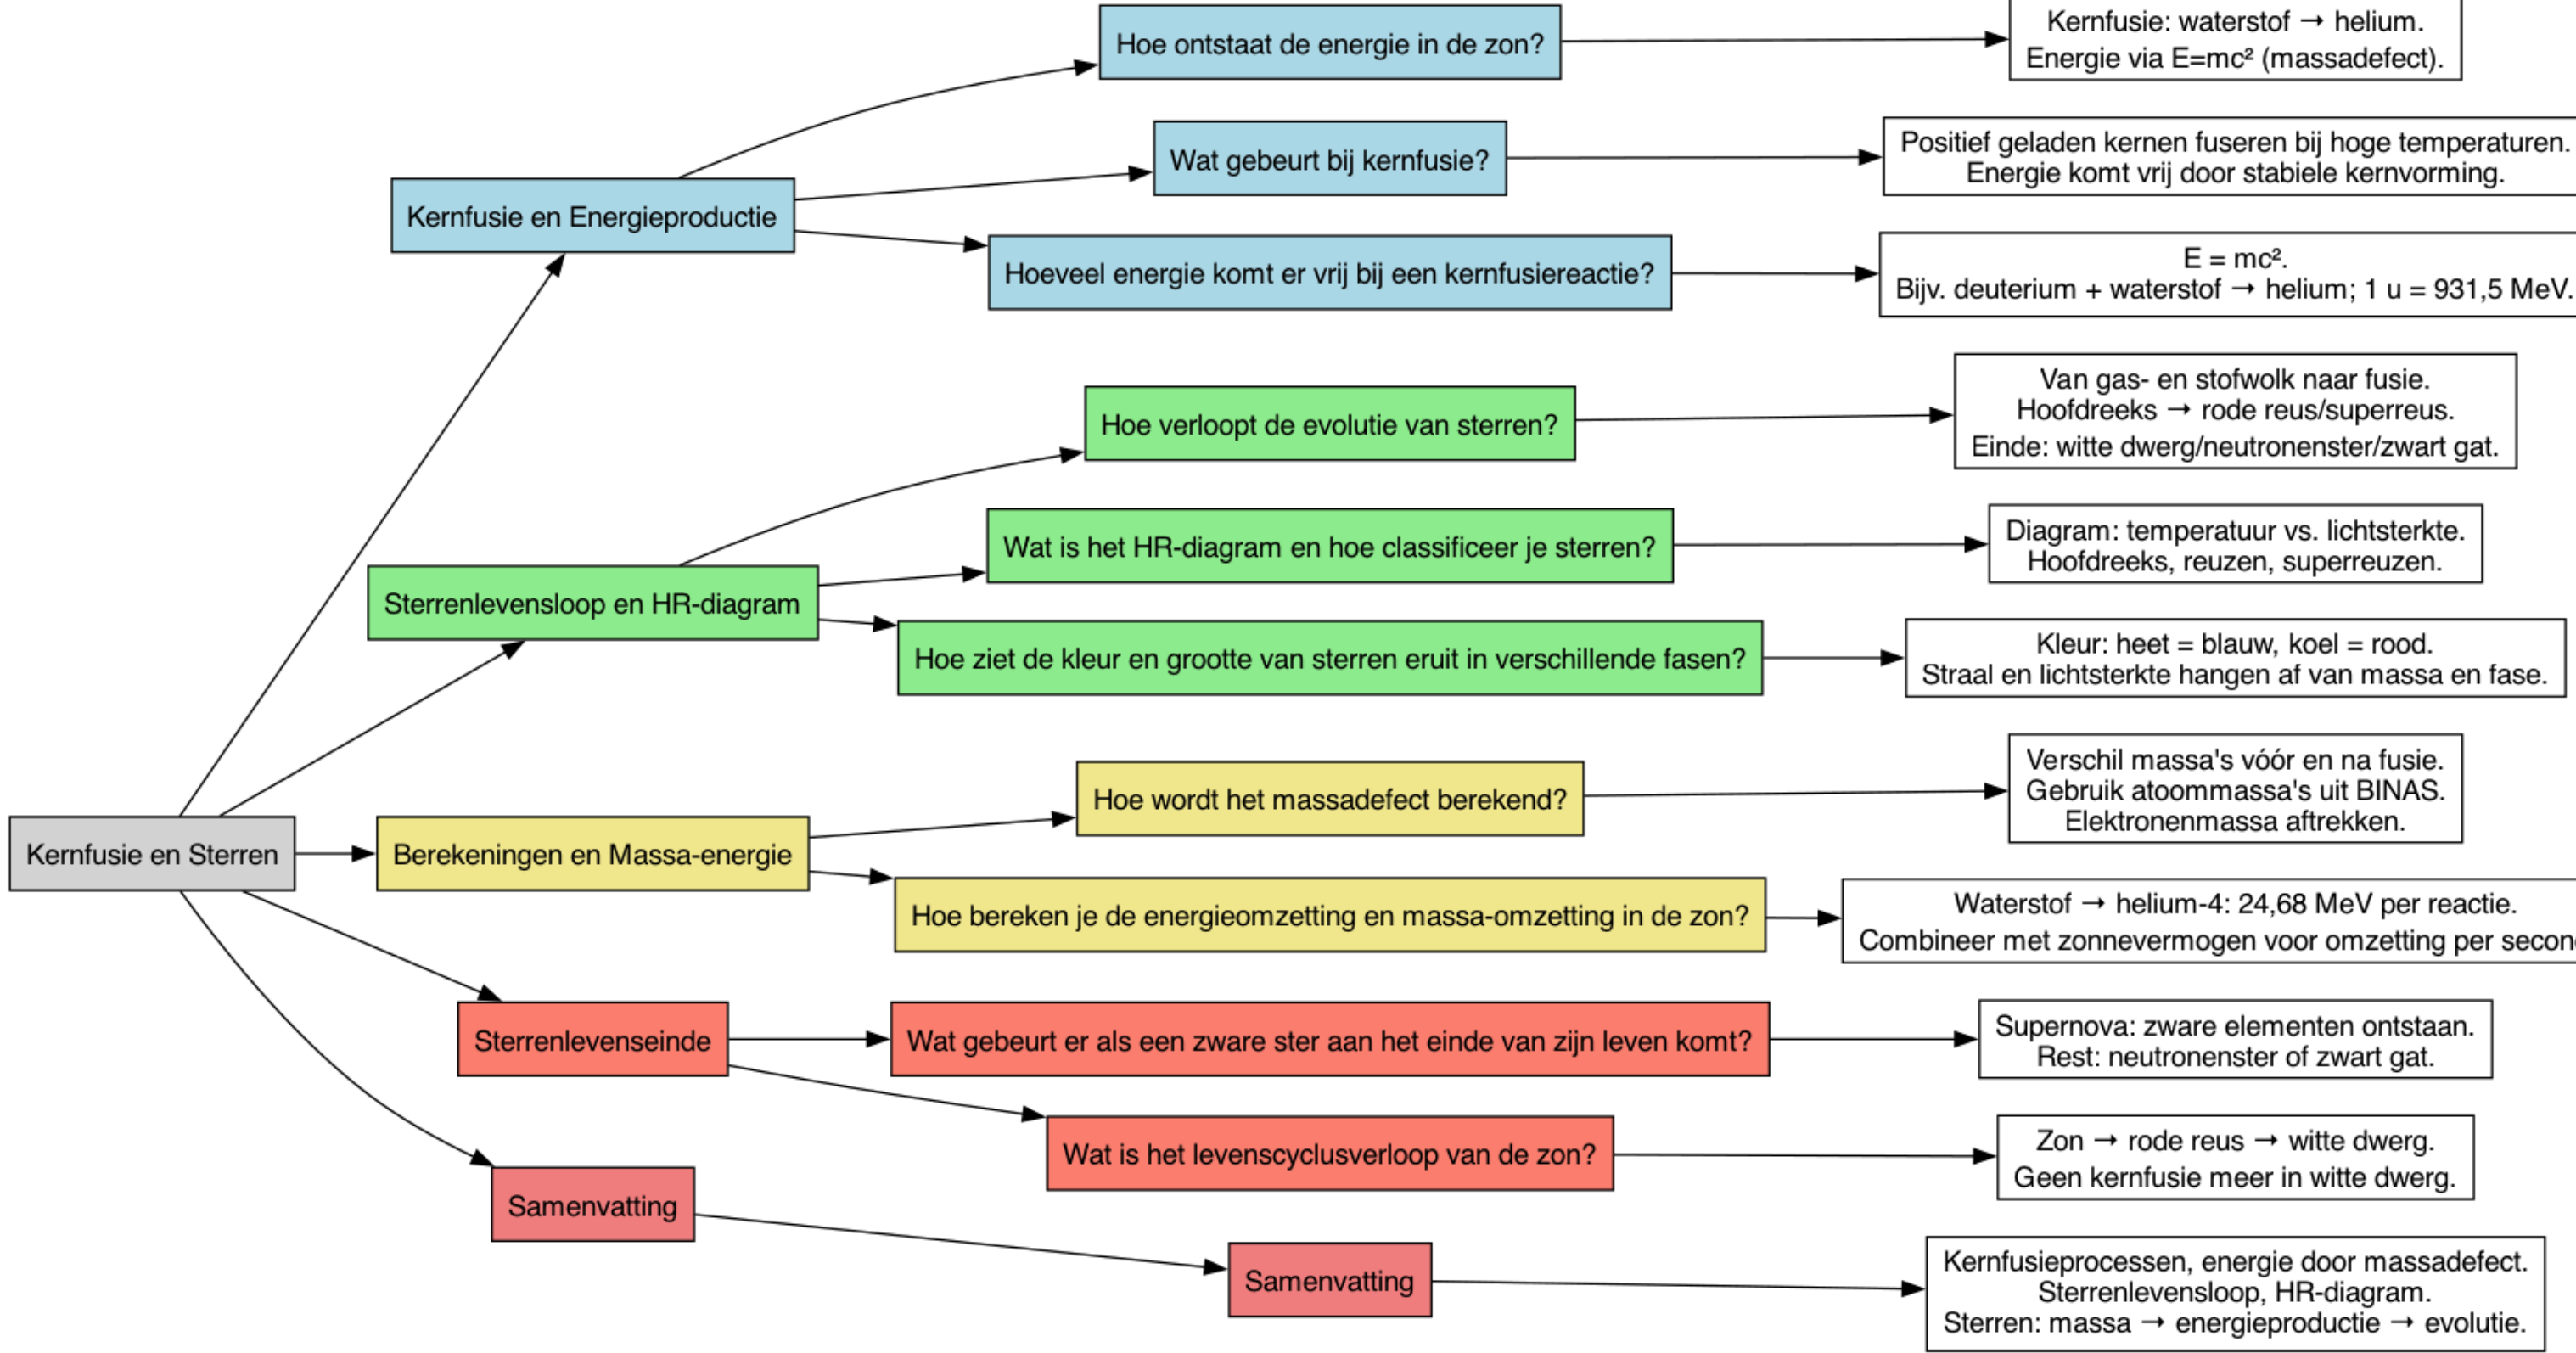 Kernfusie en Sterren
Kernfusie en Energieproductie
Hoe ontstaat de energie in de zon?
Kernfusie: waterstof → helium.
Energie via E=mc² (massadefect).
Wat gebeurt bij kernfusie?
Positief geladen kernen fuseren bij hoge temperaturen.
Energie komt vrij door stabiele kernvorming.
Hoeveel energie komt er vrij bij een kernfusiereactie?
E = mc².
Bijv. deuterium + waterstof → helium; 1 u = 931,5 MeV.
Sterrenlevensloop en HR-diagram
Hoe verloopt de evolutie van sterren?
Van gas- en stofwolk naar fusie.
Hoofdreeks → rode reus/superreus.
Einde: witte dwerg/neutronenster/zwart gat.
Wat is het HR-diagram en hoe classificeer je sterren?
Diagram: temperatuur vs. lichtsterkte.
Hoofdreeks, reuzen, superreuzen.
Hoe ziet de kleur en grootte van sterren eruit in verschillende fasen?
Kleur: heet = blauw, koel = rood.
Straal en lichtsterkte hangen af van massa en fase.
Berekeningen en Massa-energie
Hoe wordt het massadefect berekend?
Verschil massa's vóór en na fusie.
Gebruik atoommassa's uit BINAS.
Elektronenmassa aftrekken.
Hoe bereken je de energieomzetting en massa-omzetting in de zon?
Waterstof → helium-4: 24,68 MeV per reactie.
Combineer met zonnevermogen voor omzetting per
Sterrenlevenseinde
Wat gebeurt er als een zware ster aan het einde van zijn leven komt?
Supernova: zware elementen ontstaan.
Rest: neutronenster of zwart gat.
Wat is het levenscyclusverloop van de zon?
Zon → rode reus → witte dwerg.
Geen kernfusie meer in witte dwerg.
Samenvatting
Samenvatting
Kernfusieprocessen, energie door massadefect.
Sterrenlevensloop, HR-diagram.
Sterren: massa → energieproductie → evolutie.